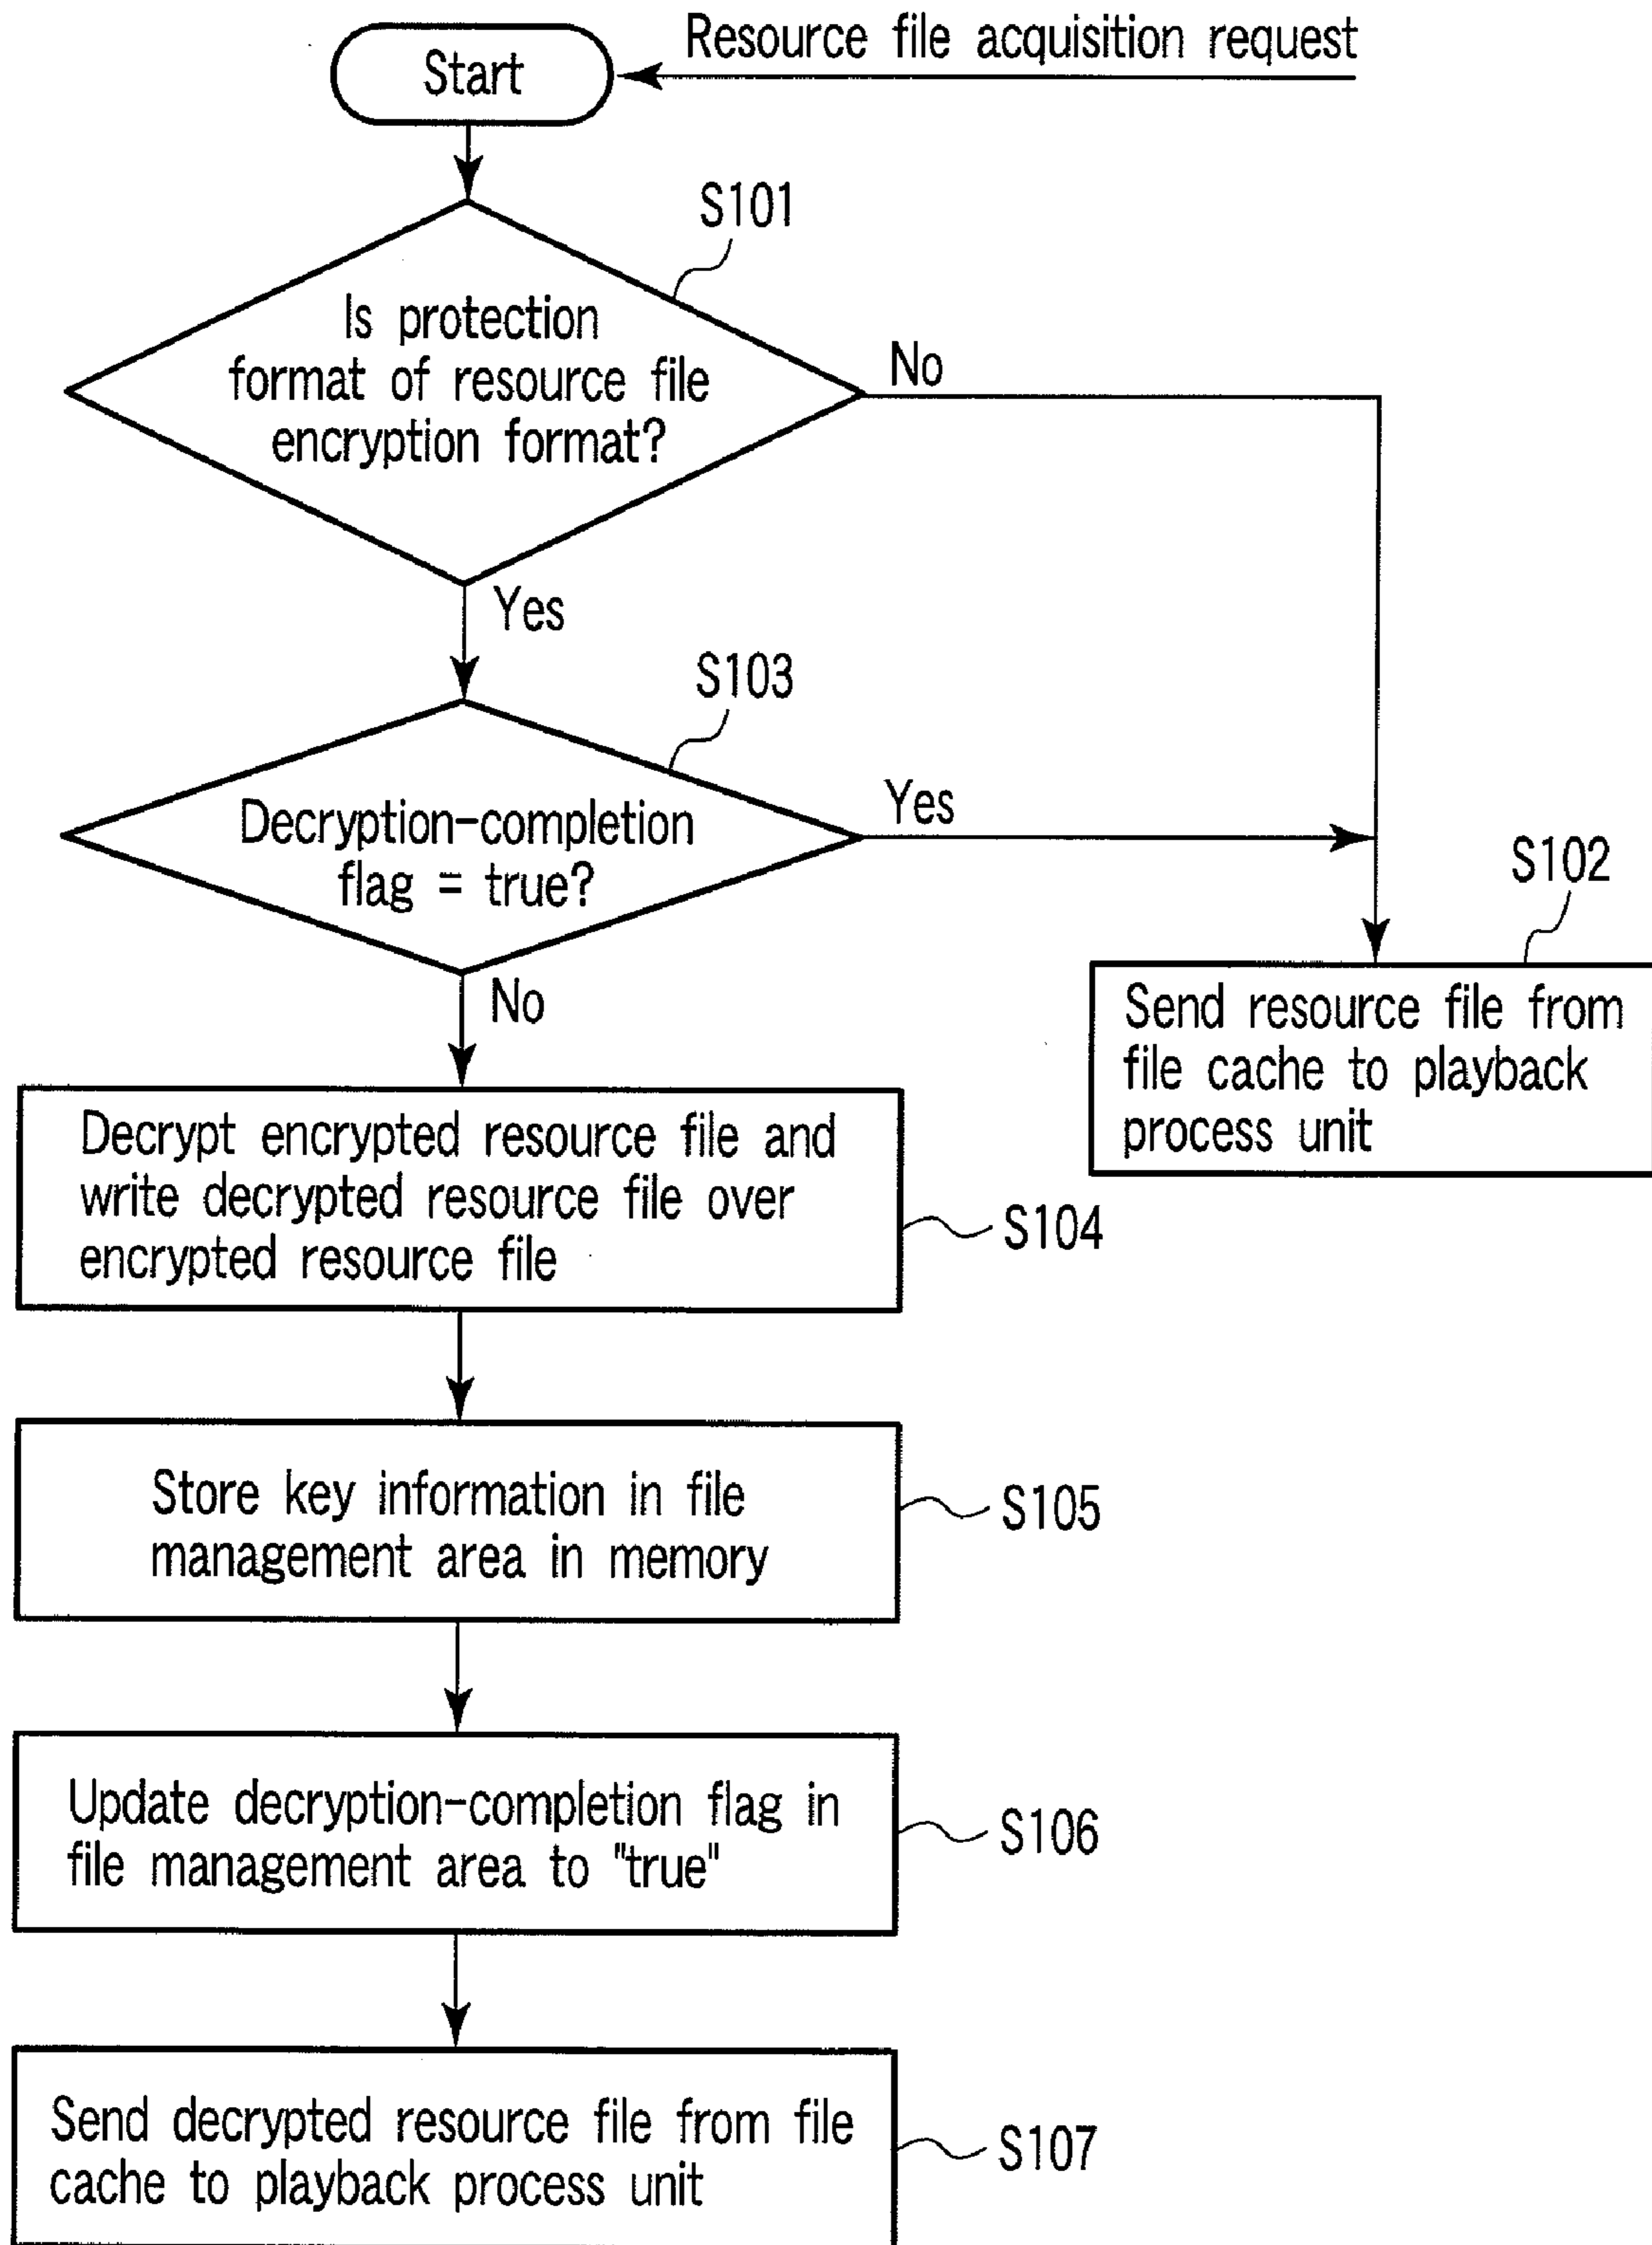 Resource file acquisition request
Start
S101
Is protection
format of resource file
encryption format?
No
Yes
S103
Decryption-completion
flag = true?
Yes
No
S102
Send resource file from
file cache to playback
process unit
Decrypt encrypted resource file and
write decrypted resource file over
encrypted resource file
S104
Store key information in file
management area in memory
S105
Update decryption-completion flag in
file management area to "true"
S106
Send decrypted resource file from file
cache to playback process unit
S107